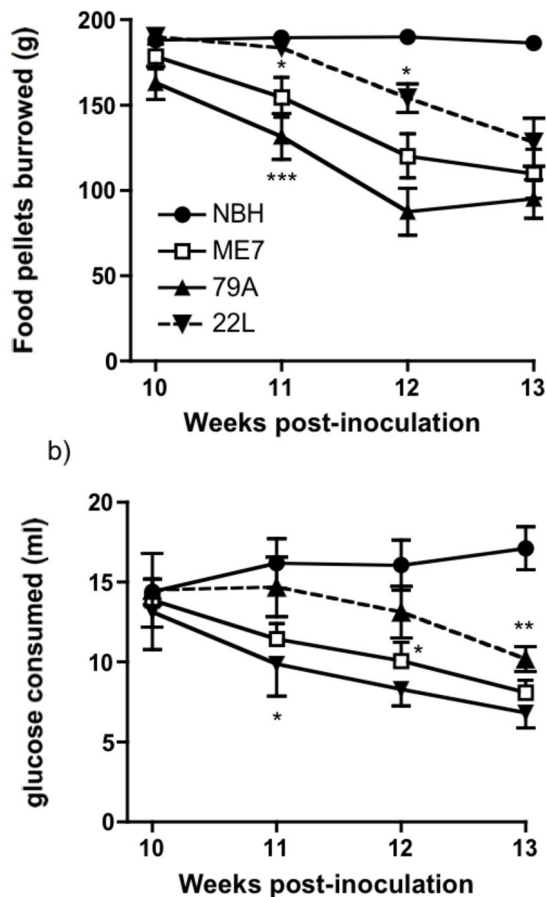 200
150
100
50
0
Food pellets burrowed (g)
*
*
***
NBH
ME7
79A
22L
10 11 12 13
Weeks post-inoculation
b)
20
15
10
5
0
glucose consumed (ml)
**
*
*
10 11 12 13
Weeks post-inoculation